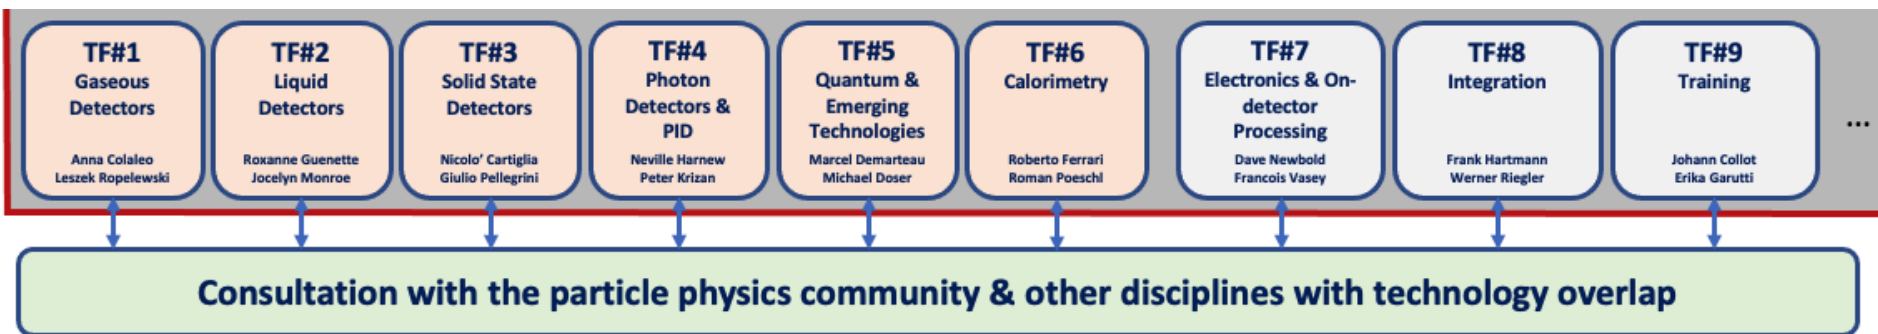 TF#1
Gaseous
Detectors
Anna Colaleo
Leszek Ropelewski
TF#2
Liquid
Detectors
Roxanne Guenette
Jocelyn Monroe
TF#3
Solid State
Detectors
Nicolo' Cartiglia
Giulio Pellegrini
TF#4
Photon
Detectors &
PID
Neville Harnew
Peter Krizan
TF#5
Quantum &
Emerging
Technologies
Marcel Demarteau
Michael Doser
TF#6
Calorimetry
Roberto Ferrari
Roman Poeschl
TF#7
Electronics & On-
detector
Processing
Dave Newbold
Francois Vasey
TF#8
Integration
Frank Hartmann
Werner Riegler
TF#9
Training
Johann Collot
Erika Garutti
...
Consultation with the particle physics community & other disciplines with technology overlap